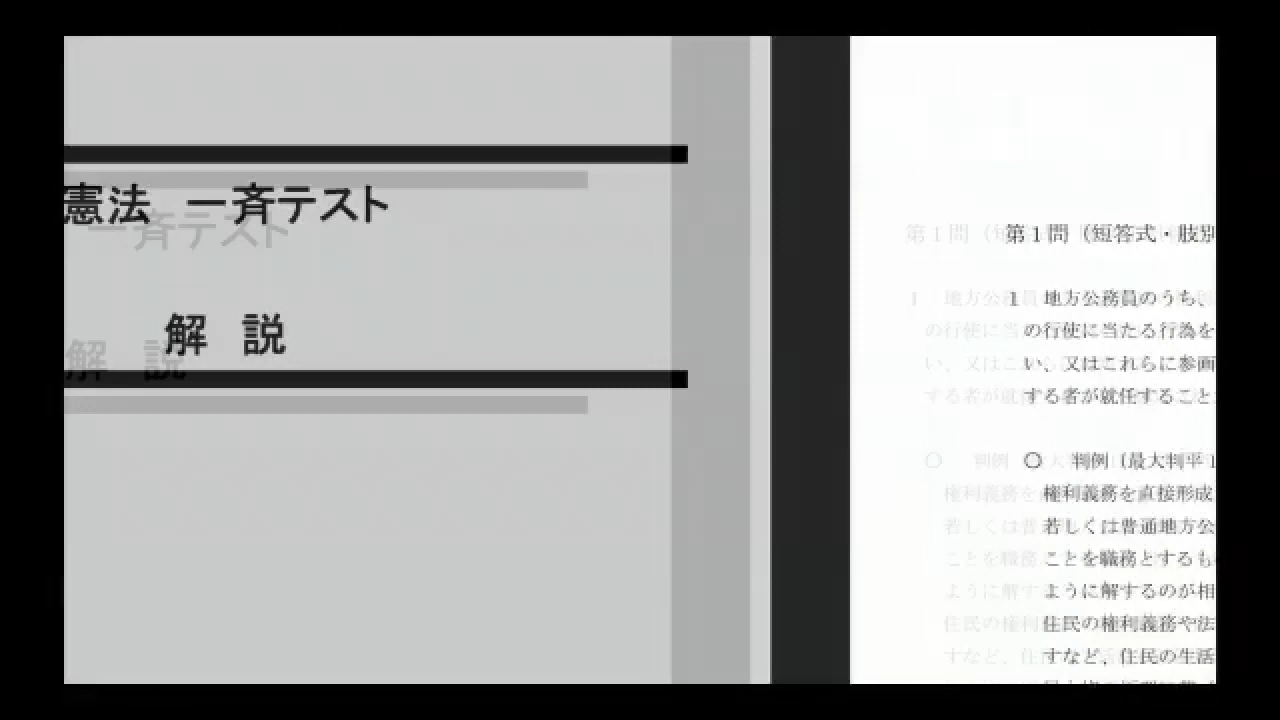 憲法 一斉テスト
解 説
第1問（短答式・肢別
1 地方公務員のうち、
の行使に当たる行為を
い、又はこれらに参画
する者が就任すること
○ 判例（最大判平1
権利義務を直接形成
若しくは普通地方公
ことを職務とするも
ように解するのが相
住民の権利義務や法
すなど、住民の生活